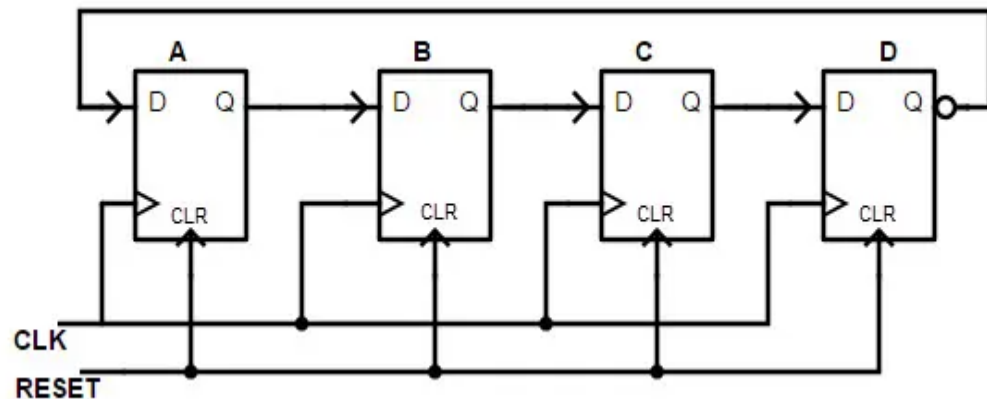 A B C D
D Q D Q D Q D Q
CLR CLR CLR CLR
CLK
RESET